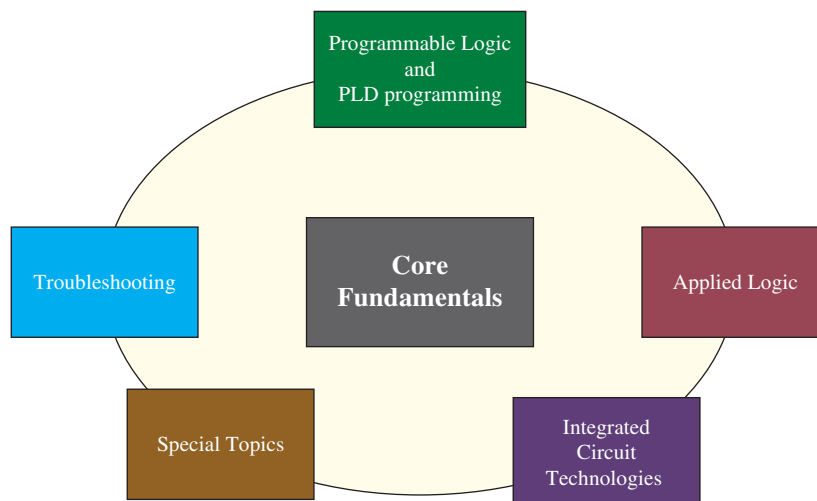 Programmable Logic
and
PLD programming
Troubleshooting
Core
Fundamentals
Applied Logic
Special Topics
Integrated
Circuit
Technologies